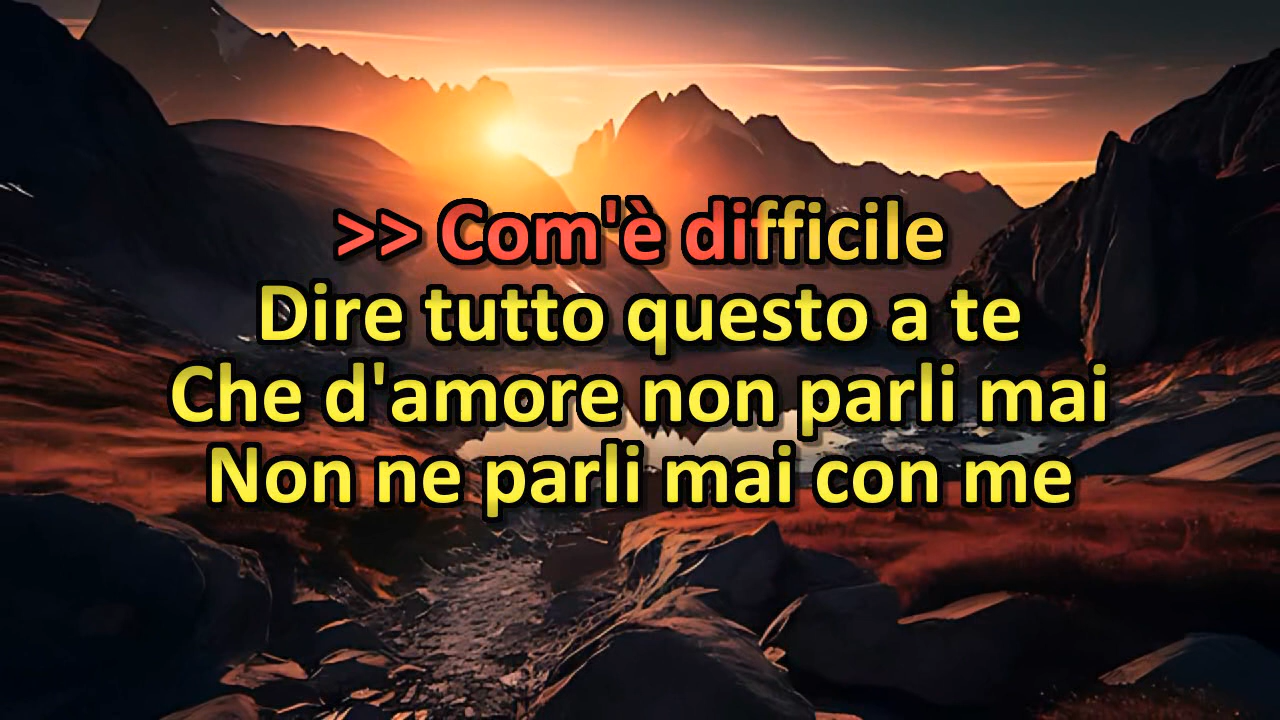 >> Com'è difficile
Dire tutto questo a te
Che d'amore non parli mai
Non ne parli mai con me